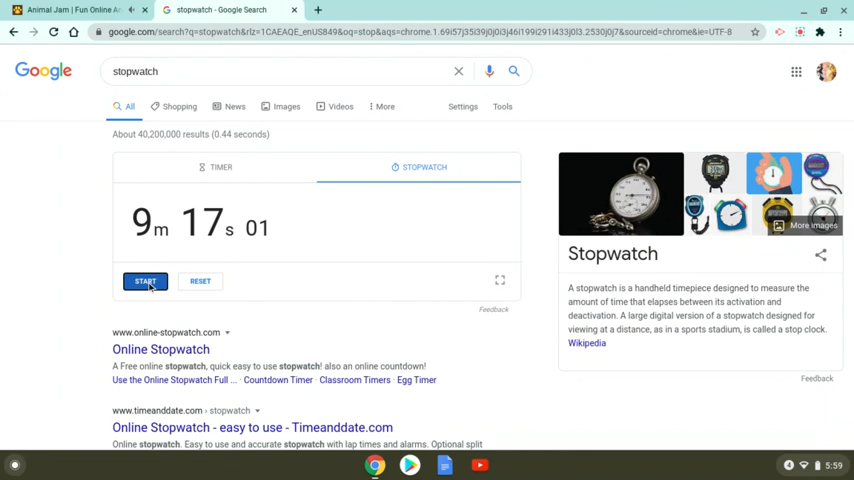 Animal Jam | Fun Online An
stopwatch - Google Search
google.com/search?q=stopwatch&rlz=1CAEAQE_enUS849&oq=stopw&aqs=chrome.1.69i57j35i39j0j0i3j46i199i291i433j0l3.2530j0j7&sourceid=chrome&ie=UTF-8
Google
stopwatch
All Shopping News Images Videos More Settings Tools
About 40,200,000 results (0.44 seconds)
TIMER STOPWATCH
9m 17s 01
START RESET
Feedback
www.online-stopwatch.com
Online Stopwatch
A Free online stopwatch, quick easy to use stopwatch! also an online countdown!
Use the Online Stopwatch Full ... · Countdown Timer · Classroom Timers · Egg Timer
www.timeanddate.com › stopwatch
Online Stopwatch - easy to use - Timeanddate.com
Online stopwatch. Easy to use and accurate stopwatch with lap times and alarms. Optional split
More images
Stopwatch
A stopwatch is a handheld timepiece designed to measure the
amount of time that elapses between its activation and
deactivation. A large digital version of a stopwatch designed for
viewing at a distance, as in a sports stadium, is called a stop clock.
Wikipedia
Feedback
4 5:59